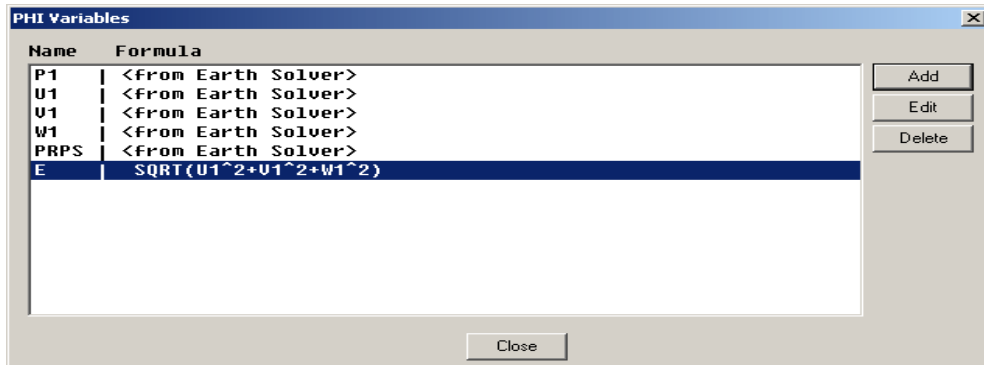 PHI Variables
Name Formula
P1 | <from Earth Solver>
U1 | <from Earth Solver>
V1 | <from Earth Solver>
W1 | <from Earth Solver>
PRPS | <from Earth Solver>
E | SQRT(U1^2+V1^2+W1^2)
Add
Edit
Delete
Close